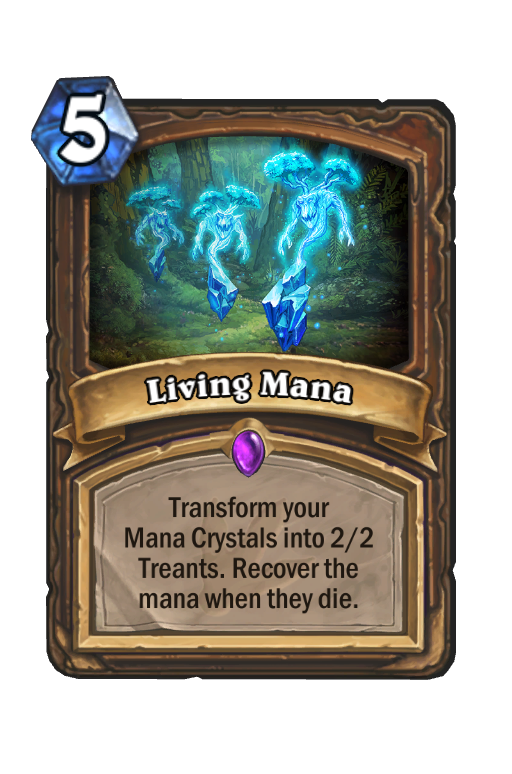 5
Living Mana
Transform your
Mana Crystals into 2/2
Treants. Recover the
mana when they die.